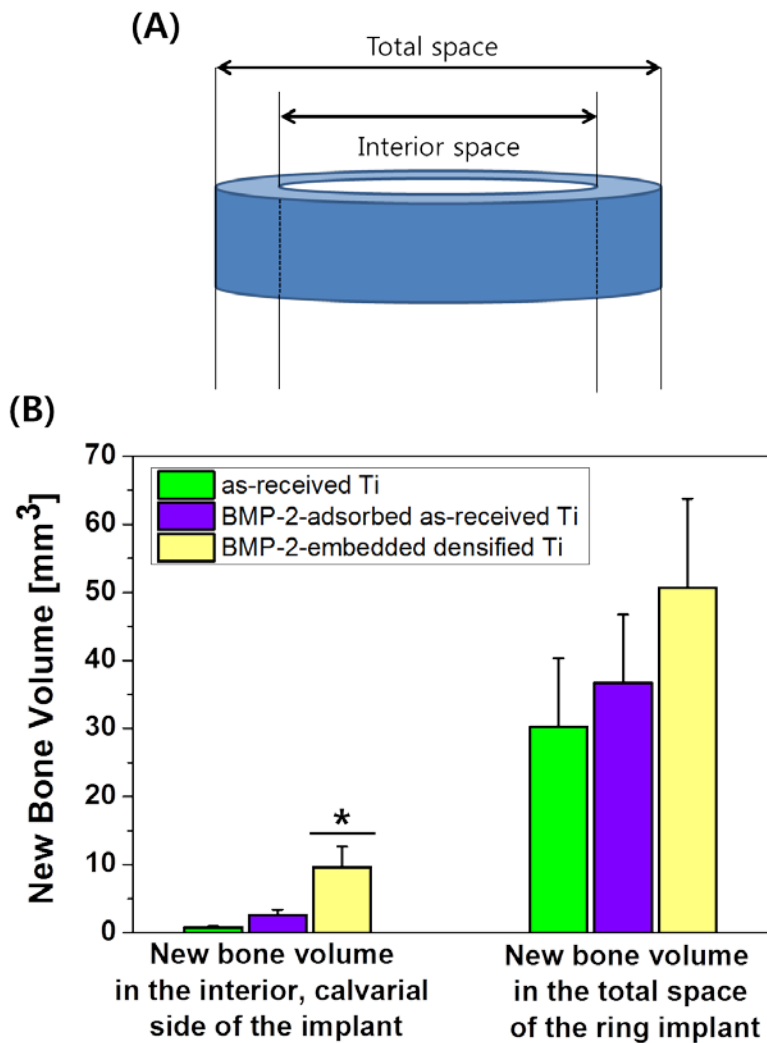 (A)
Total space
Interior space
(B)
New Bone Volume [mm³]
70
60
50
40
30
20
10
0
as-received Ti
BMP-2-adsorbed as-received Ti
BMP-2-embedded densified Ti
*
New bone volume
in the interior, calvarial
side of the implant
New bone volume
in the total space
of the ring implant